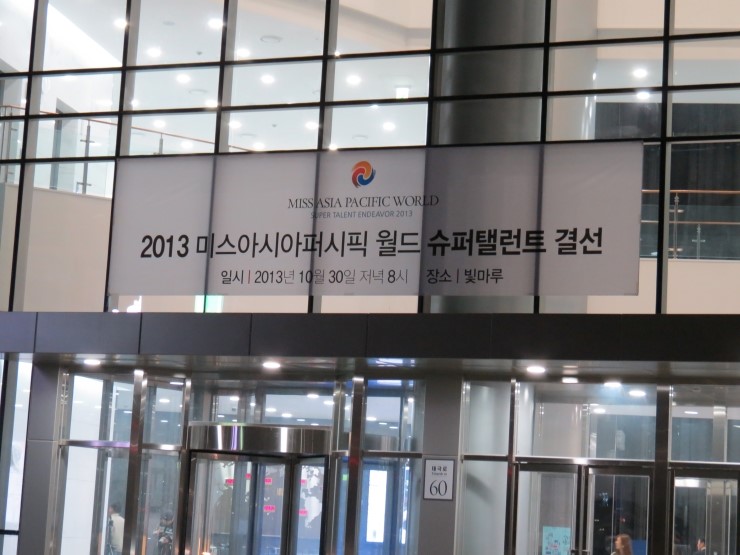 MISS ASIA PACIFIC WORLD
SUPER TALENT ENDEAVOR 2013
2013 미스아시아퍼시픽 월드 슈퍼탤런트 결선
일시 | 2013년 10월 30일 저녁 8시 장소 | 빛마루
60